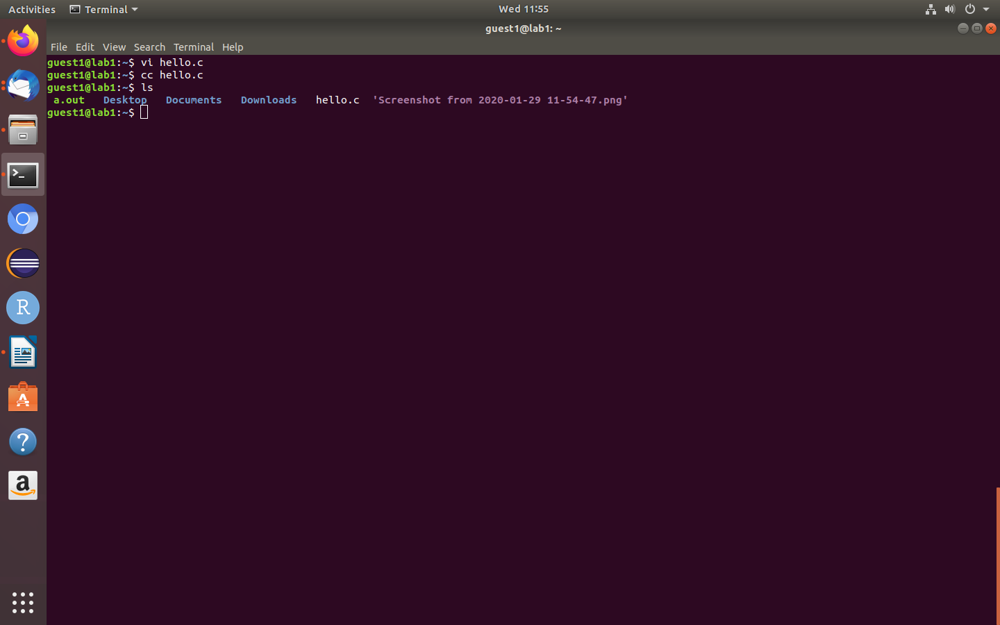 Activities Terminal Wed 11:55
guest1@lab1: ~
File Edit View Search Terminal Help
guest1@lab1:~$ vi hello.c
guest1@lab1:~$ cc hello.c
guest1@lab1:~$ ls
a.out Desktop Documents Downloads hello.c 'Screenshot from 2020-01-29 11-54-47.png'
guest1@lab1:~$
>_
R
A
?
a